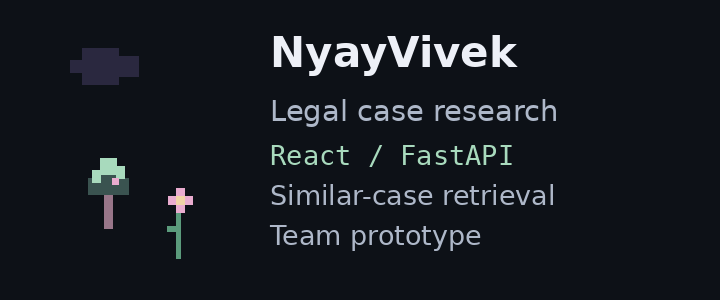 NyayVivek
Legal case research
React / FastAPI
Similar-case retrieval
Team prototype